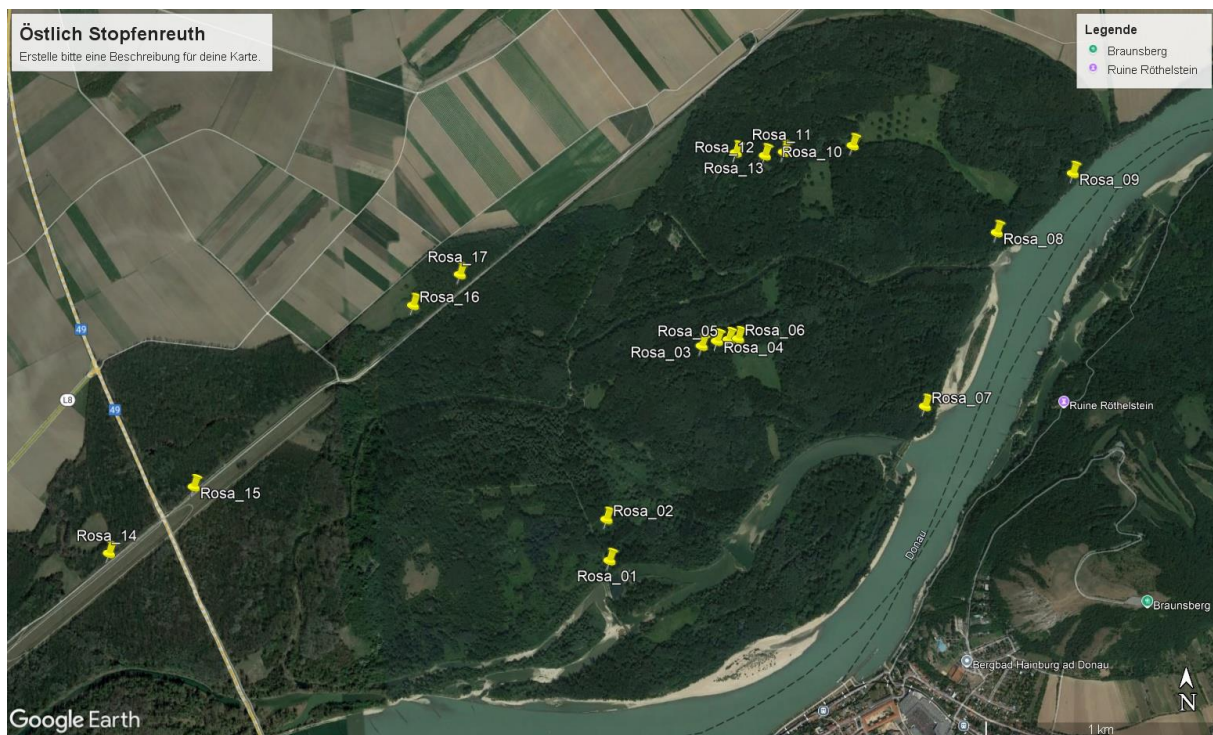 Östlich Stopfenreuth
Erstelle bitte eine Beschreibung für deine Karte.
Legende
Braunsberg
Ruine Röthelstein
Rosa_11
Rosa_12
Rosa_10
Rosa_13
Rosa_09
Rosa_08
Rosa_17
Rosa_16
Rosa_05
Rosa_06
Rosa_03
Rosa_04
49
L8
49
Rosa_07
Ruine Röthelstein
Rosa_15
Rosa_02
Rosa_14
Donau
Rosa_01
Braunsberg
Bergbad Hainburg ad Donau
N
Google Earth
1 km